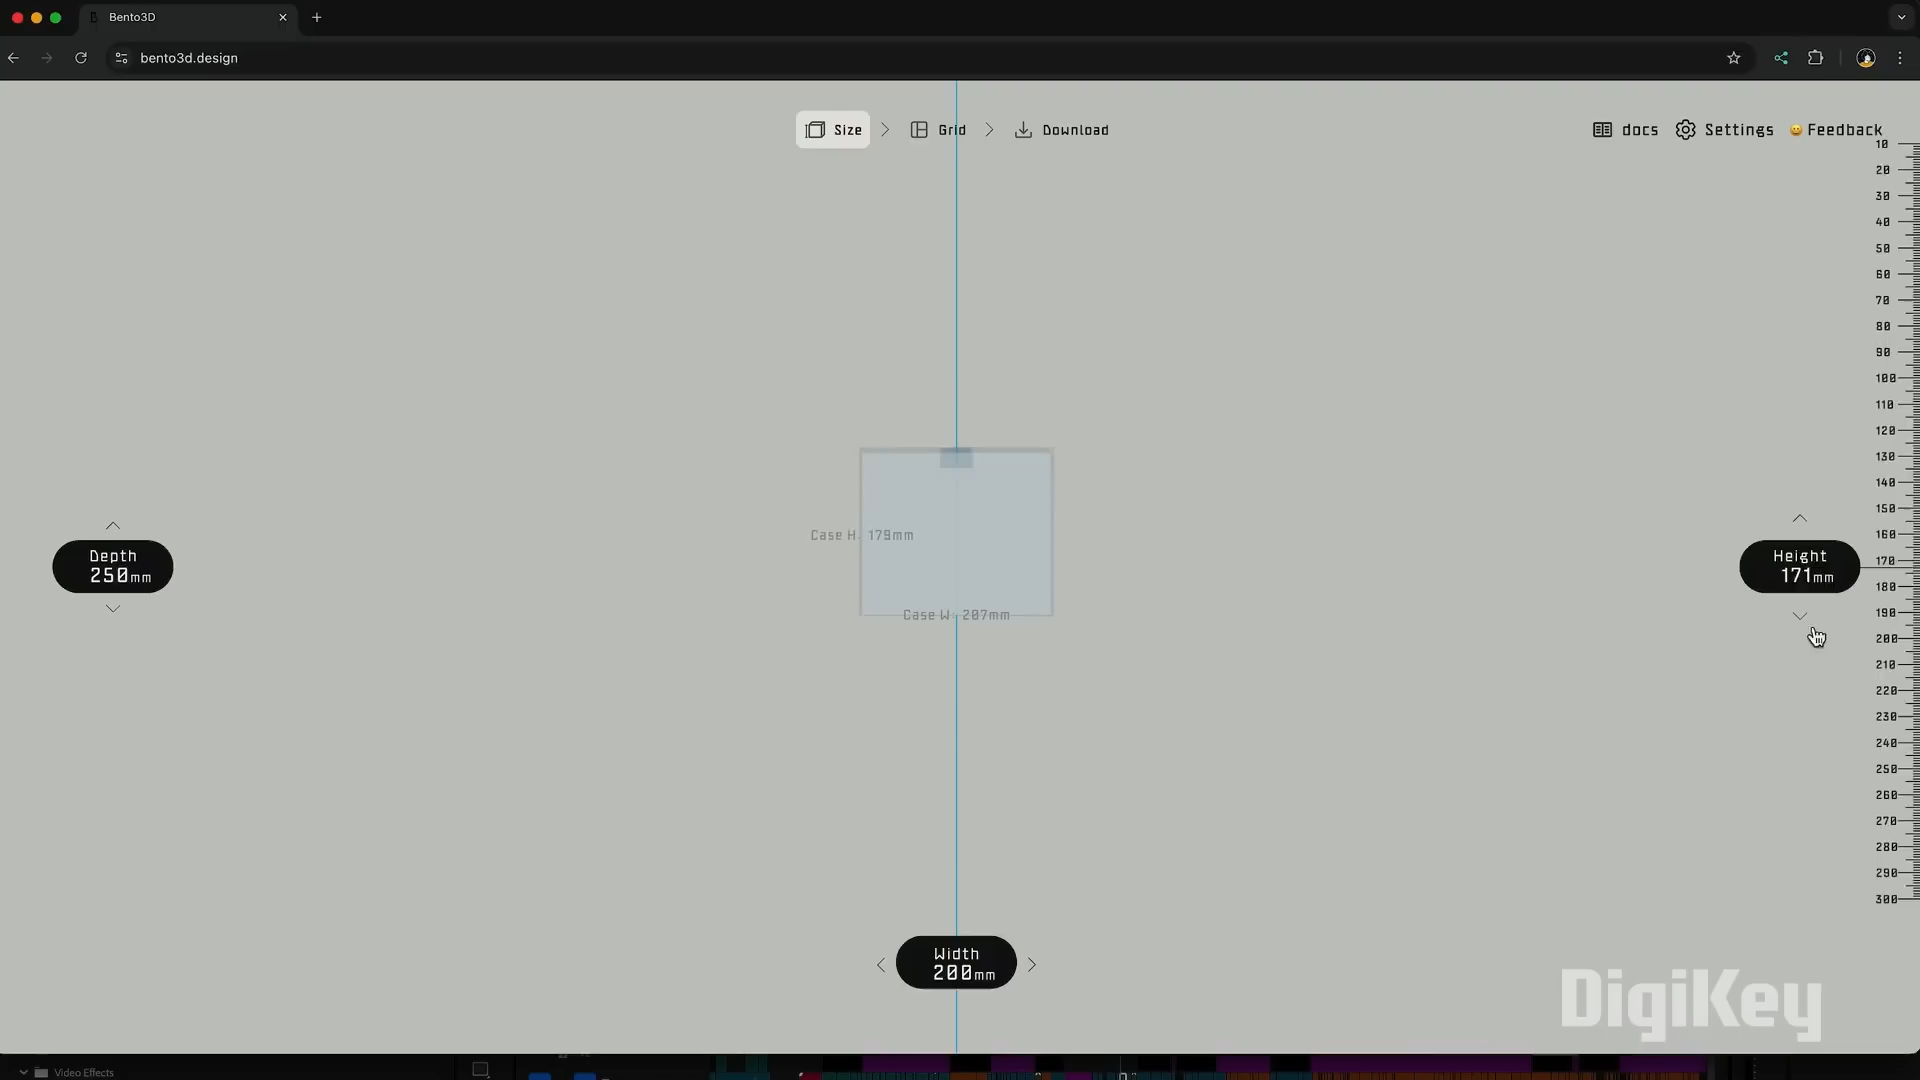 Bento3D
bento3d.design
Size
Grid
Download
docs
Settings
Feedback
10
20
30
40
50
60
70
80
90
100
110
120
130
140
150
160
170
180
190
200
210
220
230
240
250
260
270
280
290
300
Case H: 179mm
Depth
250mm
Height
171mm
Case W: 207mm
Width
200mm
DigiKey
Video Effects